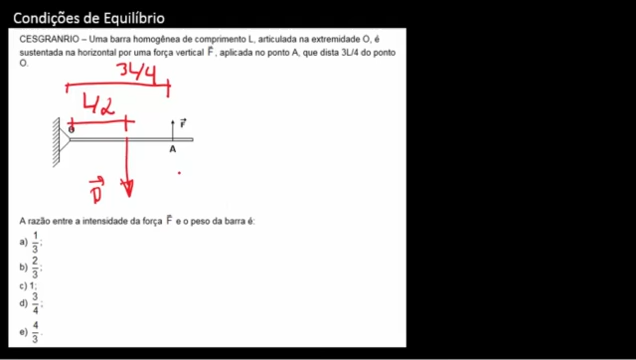 Condições de Equilíbrio
CESGRANRIO – Uma barra homogênea de comprimento L, articulada na extremidade O, é
sustentada na horizontal por uma força vertical F⃗, aplicada no ponto A, que dista 3L/4 do ponto
O.
3L/4
L/2
O
F⃗
A
A razão entre a intensidade da força F⃗ e o peso da barra é:
a) 1/3;
b) 2/3;
c) 1;
d) 3/4;
e) 4/3.